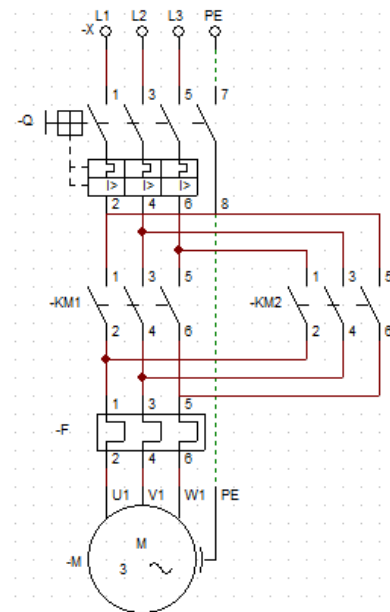 L1 L2 L3 PE
-X
1 3 5 7
-Q
I> I> I>
2 4 6 8
1 3 5 1 3 5
-KM1 -KM2
2 4 6 2 4 6
1 3 5
-F
2 4 6
U1 V1 W1 PE
M
-M
3